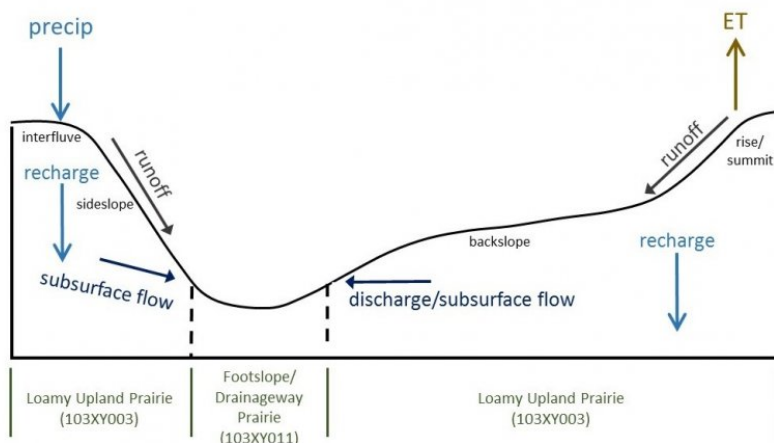 precip
ET
interfluve
runoff
runoff
rise/
summit
recharge
sideslope
backslope
recharge
subsurface flow
discharge/subsurface flow
Loamy Upland Prairie
(103XY003)
Footslope/
Drainageway
Prairie
(103XY011)
Loamy Upland Prairie
(103XY003)